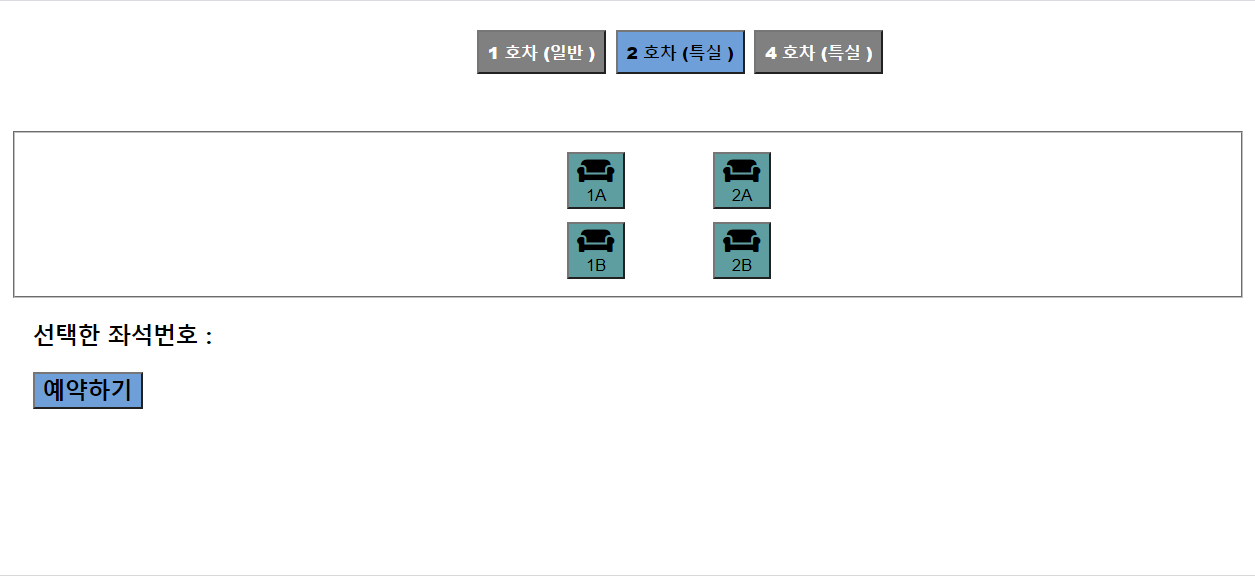 1 호차 (일반 ) 2 호차 (특실 ) 4 호차 (특실 )
1A 2A
1B 2B
선택한 좌석번호 :
예약하기